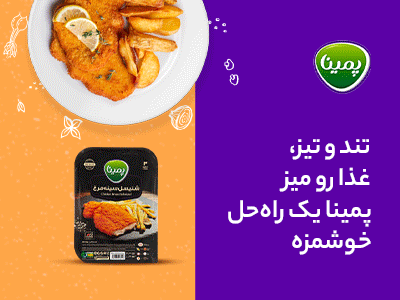 پمینا
تند و تیز،
غذا رو میز
پمینا یک راه‌حل
خوشمزه
پمینا
شنیسل سینه مرغ